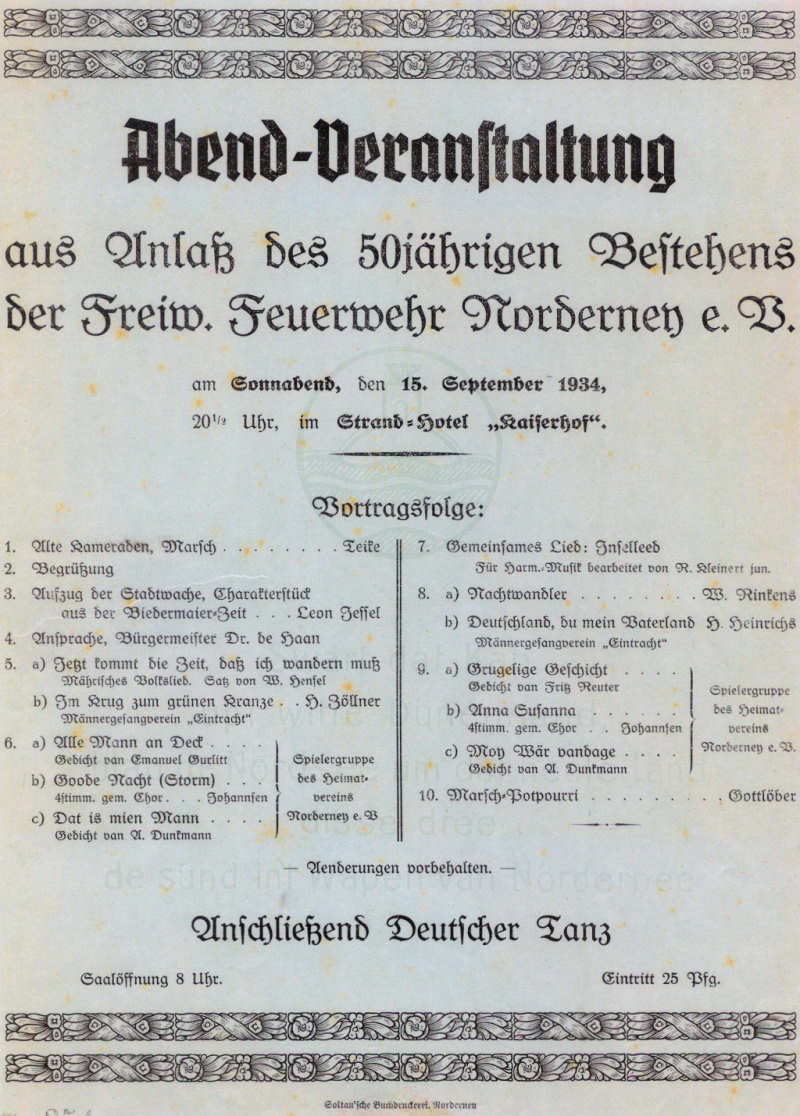 Abend-Veranstaltung
aus Anlaß des 50jährigen Bestehens
der Freiw. Feuerwehr Norderney e. V.
am Sonnabend, den 15. September 1934,
20 1/2 Uhr, im Strand-Hotel „Kaiserhof“.
Vortragsfolge:
1. Alte Kameraden, Marsch . . . . . . . . Teike
2. Begrüßung
3. Aufzug der Stadtwache, Charakterstück
aus der Biedermaier-Zeit . . . Leon Jessel
4. Ansprache, Bürgermeister Dr. de Haan
5. a) Jetzt kommt die Zeit, daß ich wandern muß
Mährisches Volkslied. Satz von W. Hensel
b) Im Krug zum grünen Kranze . . H. Zöllner
Männergesangverein „Eintracht“
6. a) Alle Mann an Deck . . . .
Gedicht van Emanuel Gurlitt
b) Goode Nacht (Storm) . . .
4stimm. gem. Chor . . . Johannsen
c) Dat is mien Mann . . . .
Gedicht van A. Dunkmann
Spielergruppe
des Heimat-
vereins
Norderney e. V
7. Gemeinsames Lied: Inselleed
Für Harm.-Musik bearbeitet von R. Kleinert jun.
8. a) Nachtwandler . . . . . . . . W. Rinkens
b) Deutschland, du mein Vaterland H. Heinrichs
Männergesangverein „Eintracht“
9. a) Grugelige Geschicht . . . .
Gedicht van Fritz Reuter
b) Anna Susanna . . . . . .
4stimm. gem. Chor . . Johannsen
c) Moy Wär vandage . . . .
Gedicht van A. Dunkmann
Spielergruppe
des Heimat-
vereins
Norderney e. V.
10. Marsch-Potpourri . . . . . . . . . Gottlöber
— Aenderungen vorbehalten. —
de sünd int Wapen van Nördernee
Anschließend Deutscher Tanz
Saalöffnung 8 Uhr.
Eintritt 25 Pfg.
Soltau'sche Buchdruckerei, Norderney